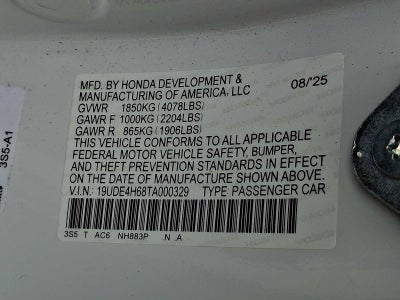 MFD. BY HONDA DEVELOPMENT & 08/'25
MANUFACTURING OF AMERICA, LLC
GVWR 1850KG (4078LBS)
GAWR F 1000KG (2204LBS)
GAWR R 865KG (1906LBS)
THIS VEHICLE CONFORMS TO ALL APPLICABLE
FEDERAL MOTOR VEHICLE SAFETY, BUMPER,
AND THEFT PREVENTION STANDARDS IN EFFECT
ON THE DATE OF MANUFACTURE SHOWN ABOVE.
V.I.N.: 19UDE4H68TA000329 TYPE PASSENGER CAR
3S5 T AC6 NH883P N A
3S5-A1